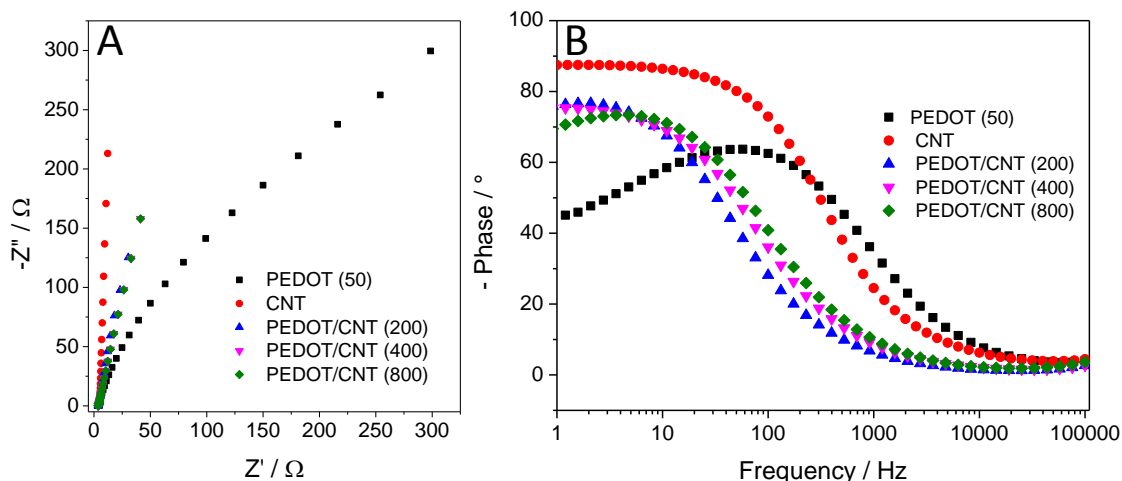 A
-Z" / Ω
300
250
200
150
100
50
0
PEDOT (50)
CNT
PEDOT/CNT (200)
PEDOT/CNT (400)
PEDOT/CNT (800)
0 50 100 150 200 250 300
Z' / Ω
B
- Phase / °
100
80
60
40
20
0
PEDOT (50)
CNT
PEDOT/CNT (200)
PEDOT/CNT (400)
PEDOT/CNT (800)
1 10 100 1000 10000 100000
Frequency / Hz